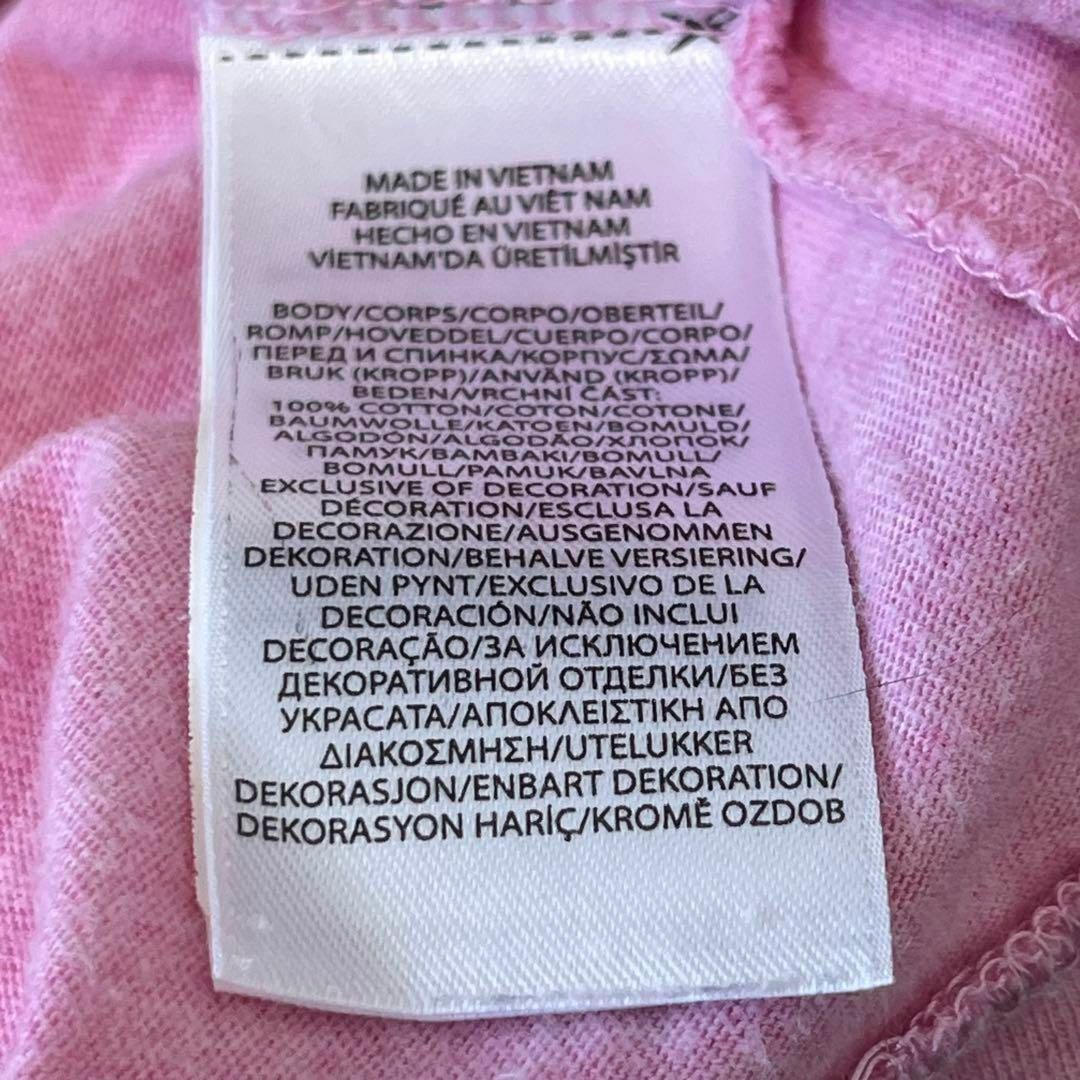 MADE IN VIETNAM
FABRIQUÉ AU VIÊT NAM
HECHO EN VIETNAM
VİETNAM'DA ÜRETİLMİŞTİR
BODY/CORPS/CORPO/OBERTEIL/
ROMP/HOVEDDEL/CUERPO/CORPO/
ПЕРЕД И СПИНКА/КОРПУС/ΣΩΜΑ/
BRUK (KROPP)/ANVÄND (KROPP)/
BEDEN/VRCHNÍ ČÁST:
100% COTTON/COTON/COTONE/
BAUMWOLLE/KATOEN/BOMULD/
ALGODÓN/ALGODÃO/ХЛОПОК/
ПАМУК/ΒΑΜΒΑΚΙ/BOMULL/
BOMULL/PAMUK/BAVLNA
EXCLUSIVE OF DECORATION/SAUF
DÉCORATION/ESCLUSA LA
DECORAZIONE/AUSGENOMMEN
DEKORATION/BEHALVE VERSIERING/
UDEN PYNT/EXCLUSIVO DE LA
DECORACIÓN/NÃO INCLUI
DECORAÇÃO/ЗА ИСКЛЮЧЕНИЕМ
ДЕКОРАТИВНОЙ ОТДЕЛКИ/БЕЗ
УКРАСАТА/ΑΠΟΚΛΕΙΣΤΙΚΗ ΑΠΟ
ΔΙΑΚΟΣΜΗΣΗ/UTELUKKER
DEKORASJON/ENBART DEKORATION/
DEKORASYON HARİÇ/KROMĚ OZDOB